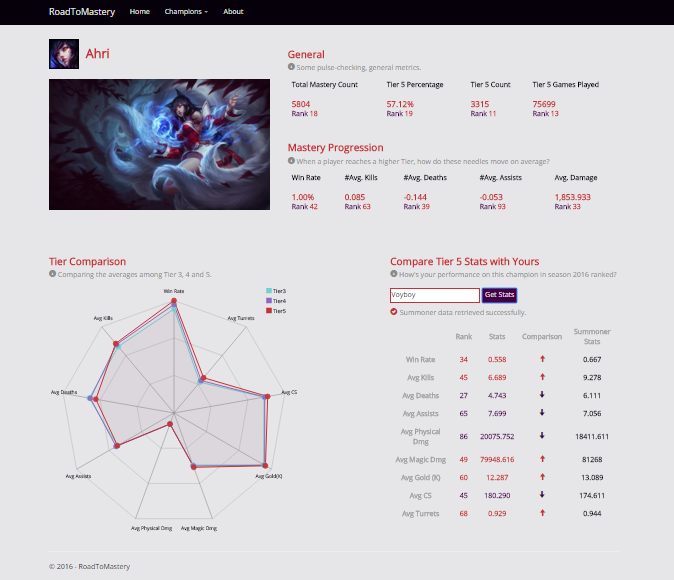 RoadToMastery Home Champions About
Ahri
General
Some pulse-checking, general metrics.
Total Mastery Count Tier 5 Percentage Tier 5 Count Tier 5 Games Played
5804 57.12% 3315 75699
Rank 18 Rank 19 Rank 11 Rank 13
Mastery Progression
When a player reaches a higher Tier, how do these needles move on average?
Win Rate #Avg. Kills #Avg. Deaths #Avg. Assists Avg. Damage
1.00% 0.085 -0.144 -0.053 1,853.933
Rank 42 Rank 63 Rank 39 Rank 93 Rank 33
Tier Comparison
Comparing the averages among Tier 3, 4 and 5.
Win Rate
Tier3
Tier4
Tier5
Avg Kills
Avg Turrets
Avg Deaths
Avg CS
Avg Assists
Avg Gold(K)
Avg Physical Dmg
Avg Magic Dmg
Compare Tier 5 Stats with Yours
How's your performance on this champion in season 2016 ranked?
Voyboy Get Stats
Summoner data retrieved successfully.
Rank Stats Comparison Summoner
Stats
Win Rate 34 0.558 0.667
Avg Kills 45 6.689 9.278
Avg Deaths 27 4.743 6.111
Avg Assists 65 7.699 7.056
Avg Physical
Dmg 86 20075.752 18411.611
Avg Magic Dmg 49 79948.616 81268
Avg Gold (K) 60 12.287 13.089
Avg CS 45 180.290 174.611
Avg Turrets 68 0.929 0.944
© 2016 - RoadToMastery